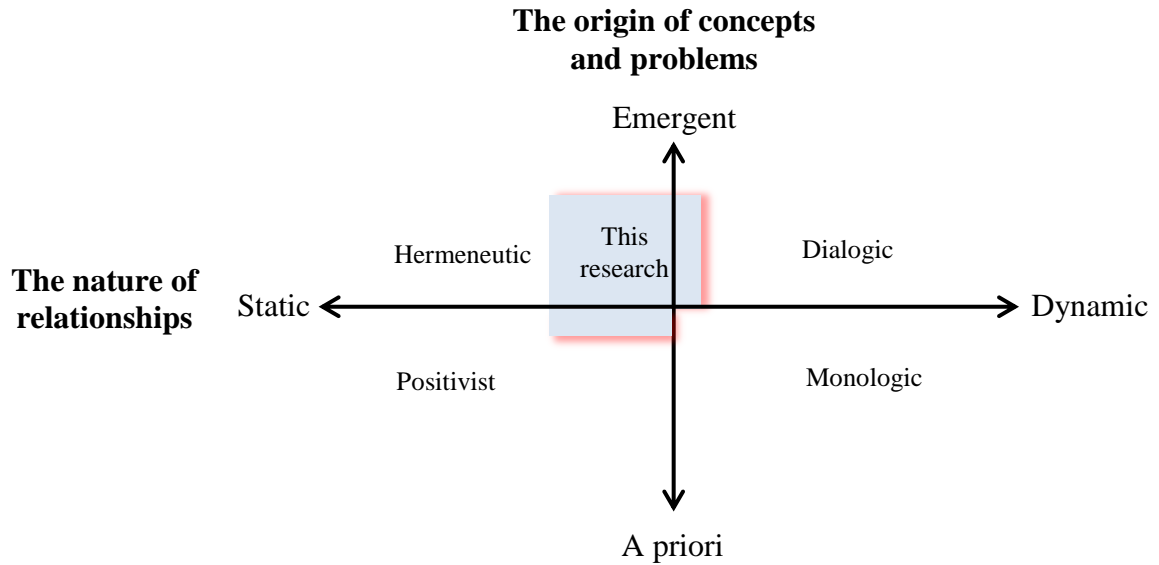 The origin of concepts
and problems
Emergent
Hermeneutic
This
research
Dialogic
The nature of
relationships
Static
Dynamic
Positivist
Monologic
A priori